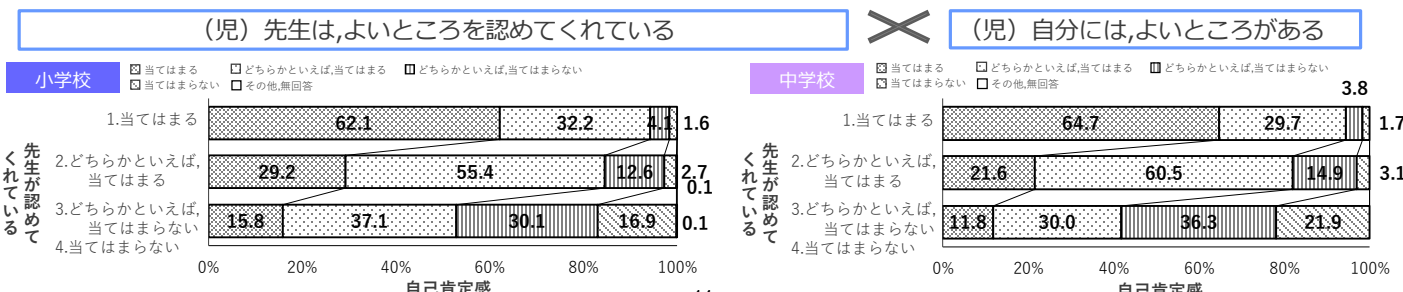 （児）先生は,よいところを認めてくれている
（児）自分には,よいところがある
小学校
当てはまる どちらかといえば,当てはまる どちらかといえば,当てはまらない
当てはまらない その他,無回答
先生が認めて
くれている
1.当てはまる
62.1 32.2 4.1 1.6
2.どちらかといえば,
当てはまる
29.2 55.4 12.6 2.7
0.1
3.どちらかといえば,
当てはまらない
4.当てはまらない
15.8 37.1 30.1 16.9 0.1
0% 20% 40% 60% 80% 100%
自己肯定感
中学校
当てはまる どちらかといえば,当てはまる どちらかといえば,当てはまらない
当てはまらない その他,無回答
先生が認めて
くれている
3.8
1.当てはまる
64.7 29.7 1.7
2.どちらかといえば,
当てはまる
21.6 60.5 14.9 3.1
3.どちらかといえば,
当てはまらない
4.当てはまらない
11.8 30.0 36.3 21.9
0% 20% 40% 60% 80% 100%
自己肯定感